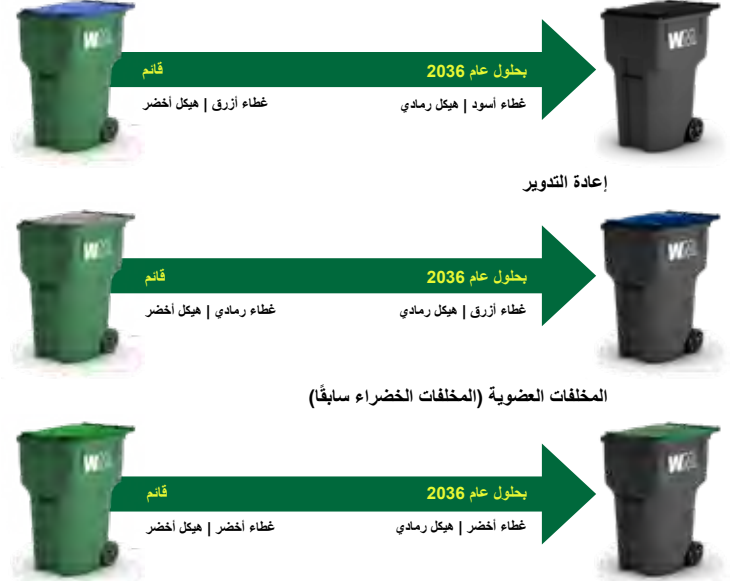 قائم
بحلول عام 2036
غطاء أزرق | هيكل أخضر
غطاء أسود | هيكل رمادي
إعادة التدوير
قائم
بحلول عام 2036
غطاء رمادي | هيكل أخضر
غطاء أزرق | هيكل رمادي
المخلفات العضوية (المخلفات الخضراء سابقًا)
قائم
بحلول عام 2036
غطاء أخضر | هيكل أخضر
غطاء أخضر | هيكل رمادي